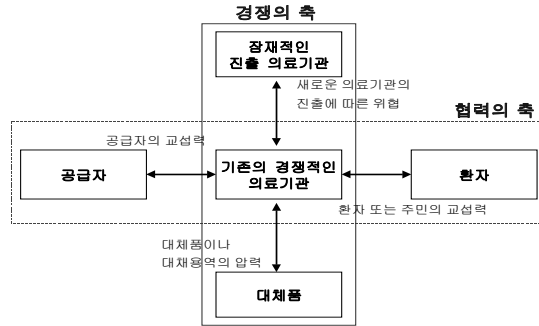 경쟁의 축
잠재적인
진출 의료기관
새로운 의료기관의
진출에 따른 위협
협력의 축
공급자의 교섭력
공급자
기존의 경쟁적인
의료기관
환자
환자 또는 주민의 교섭력
대체품이나
대채용역의 압력
대체품